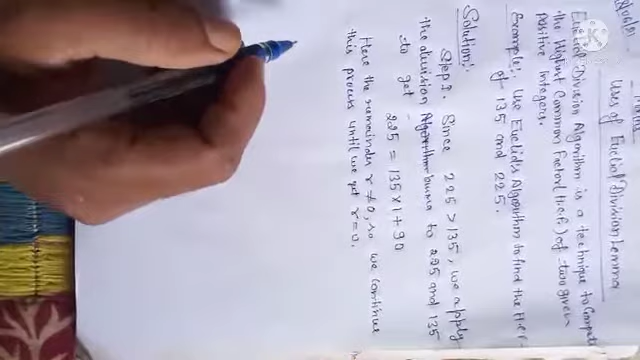 Uses of Euclid Division Lemma
Euclid Division Algorithm is a technique to Compute
the Highest Common Factor (H.C.F.) of two given
Positive integers.
Example: Use Euclid's Algorithm to find the H.C.F
of 135 and 225.
Solution:
Step 1. Since 225 > 135, we apply
the division lemma to 225 and 135
to get -
225 = 135 x 1 + 90
Here the remainder r ≠ 0, so we continue
this process until we get r = 0.